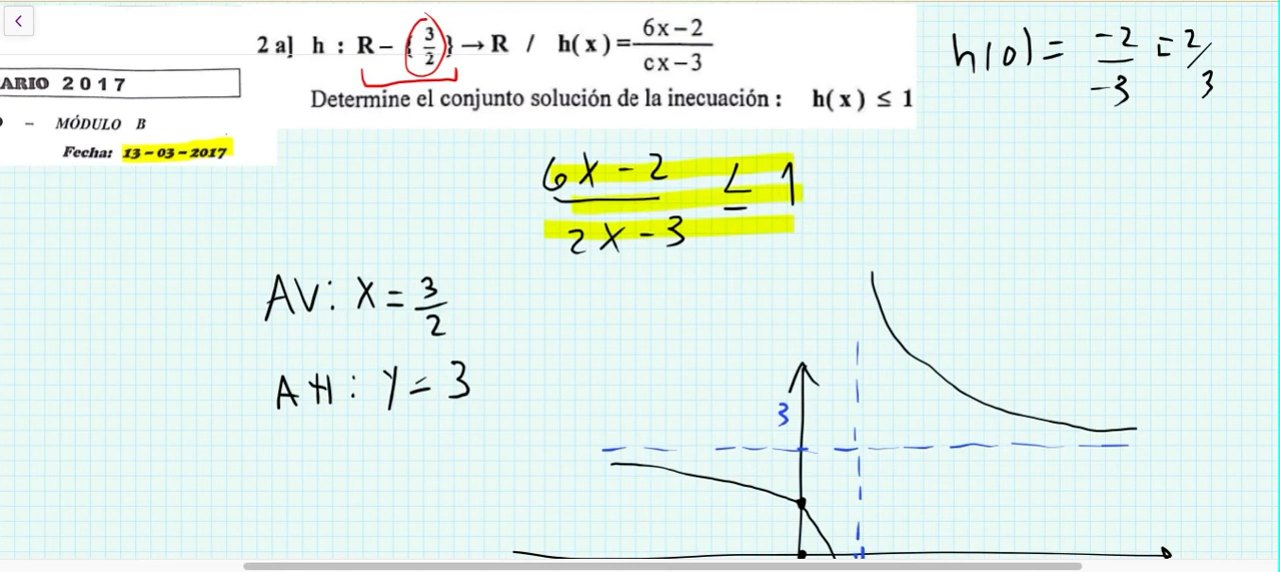 2 a] h : R − { 3/2 } → R / h(x) = 6x − 2 / cx − 3
h(0) = -2/-3 = 2/3
ARIO 2017
Determine el conjunto solución de la inecuación : h(x) ≤ 1
– MÓDULO B
Fecha: 13-03-2017
6x - 2 / 2x - 3 ≤ 1
AV: X = 3/2
AH: Y = 3
3